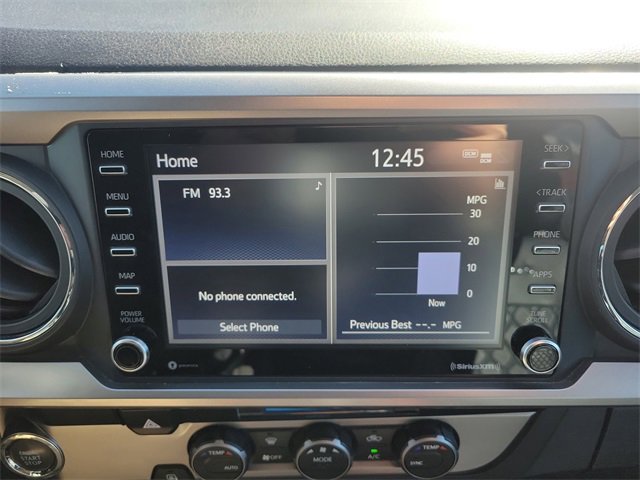 HOME
MENU
AUDIO
MAP
POWER
VOLUME
Home
12:45
DCM
FM 93.3
No phone connected.
Select Phone
MPG
30
20
10
0
Now
Previous Best --.- MPG
SEEK>
<TRACK
PHONE
APPS
TUNE
SCROLL
((SiriusXM))
ENGINE
START
STOP
TEMP
AUTO
OFF
MODE
A/C
TEMP
SYNC